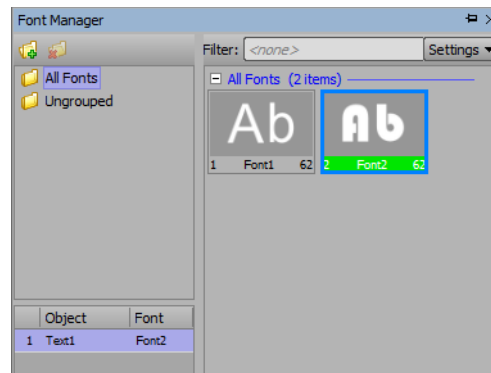 Font Manager
Filter: <none> Settings
All Fonts
Ungrouped
All Fonts (2 items)
Ab Ab
1 Font1 62 2 Font2 62
Object Font
1 Text1 Font2